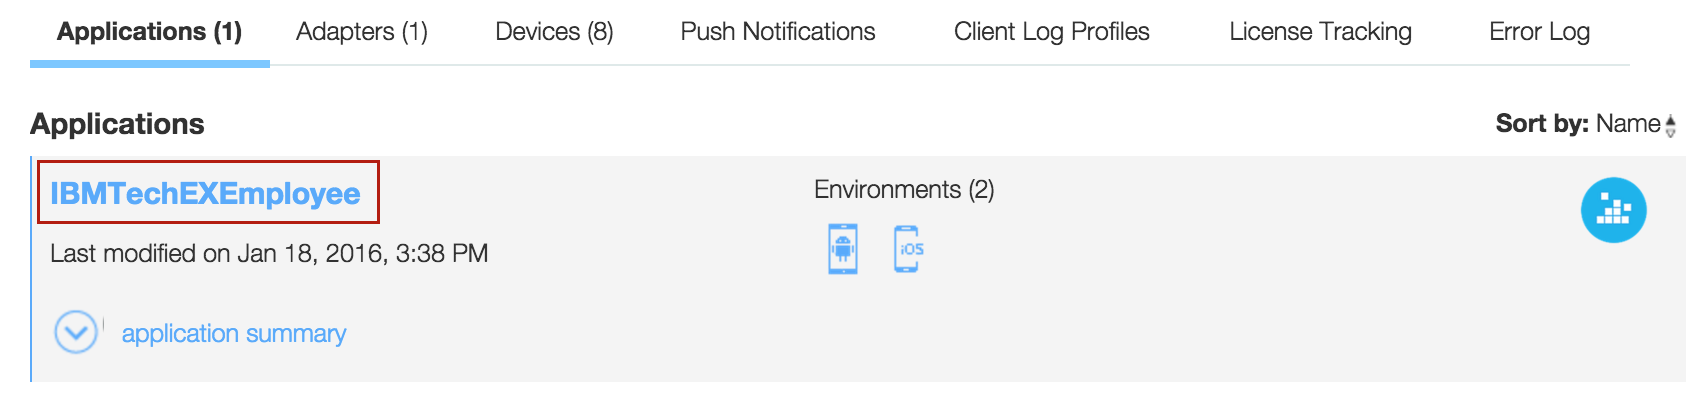 Applications (1) Adapters (1) Devices (8) Push Notifications Client Log Profiles License Tracking Error Log
Applications Sort by: Name
IBMTechEXEmployee
Environments (2)
Last modified on Jan 18, 2016, 3:38 PM
iOS
application summary